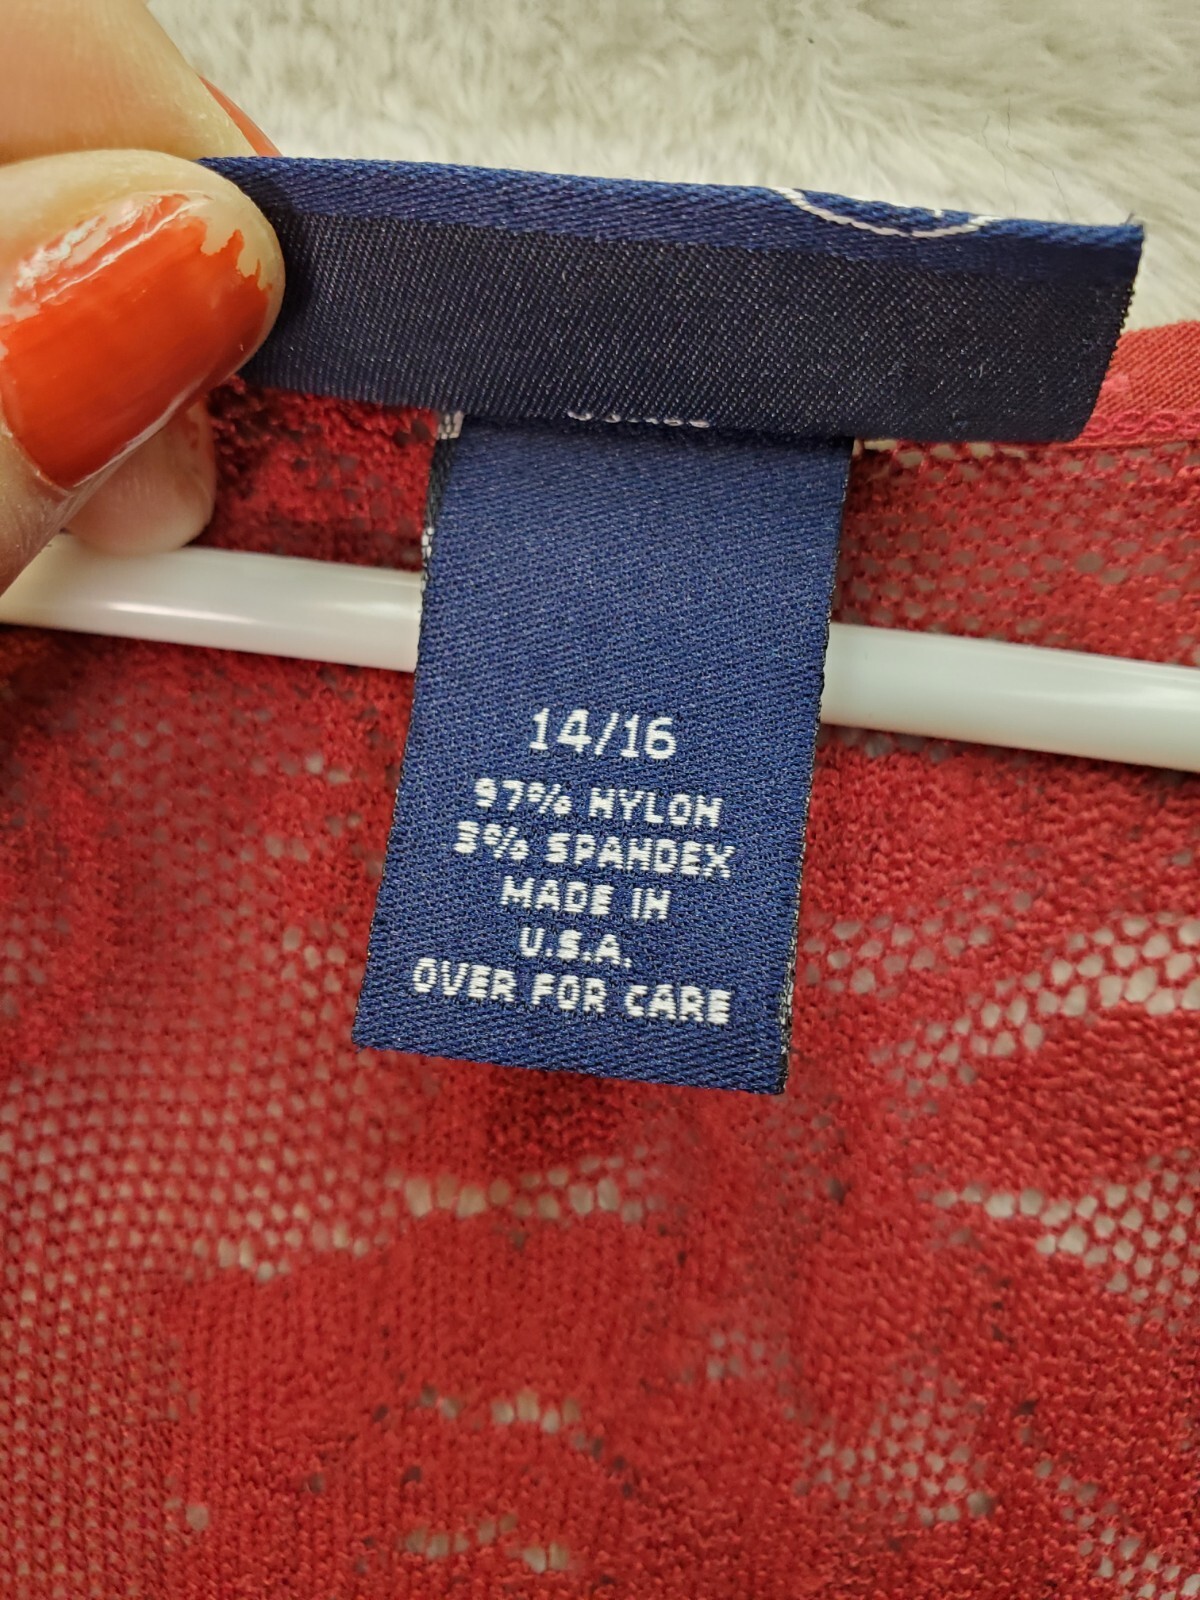 14/16
97% NYLON
3% SPANDEX
MADE IN
U.S.A.
OVER FOR CARE